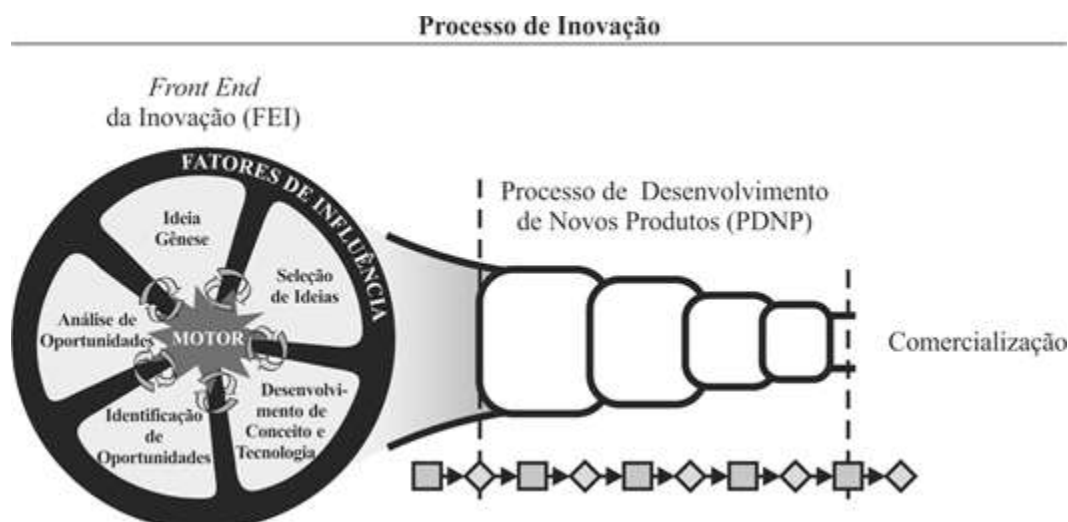 Processo de Inovação
Front End
da Inovação (FEI)
FATORES DE INFLUÊNCIA
Ideia
Gênese
Seleção
de Ideias
Análise de
Oportunidades
MOTOR
Identificação
de
Oportunidades
Desenvolvi-
mento de
Conceito e
Tecnologia
Processo de Desenvolvimento
de Novos Produtos (PDNP)
Comercialização